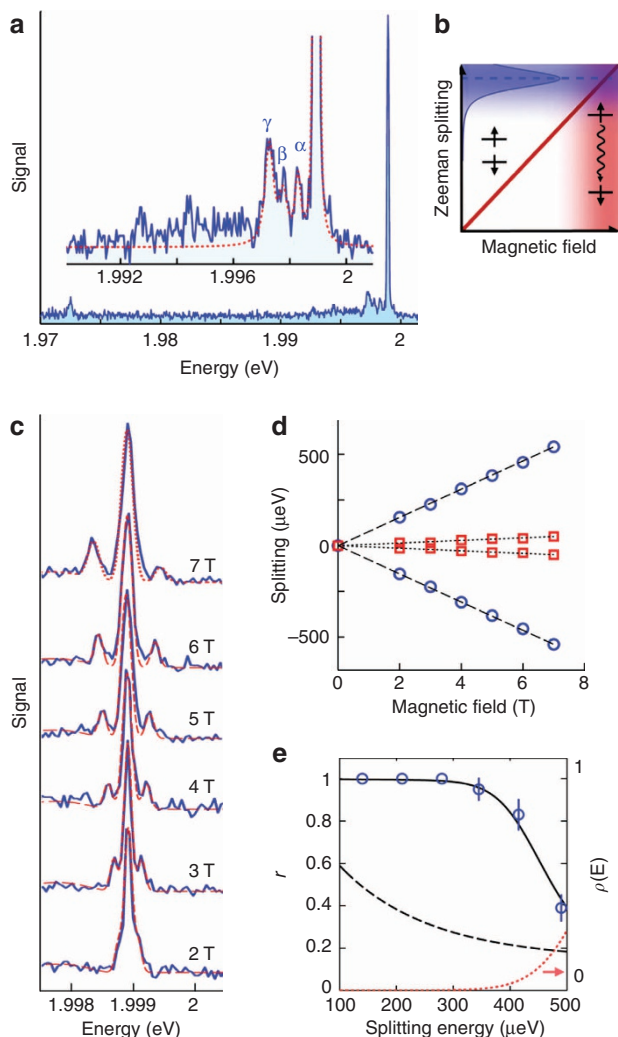 a
Signal
γ
β
α
1.992
1.996
2
1.97
1.98
1.99
2
Energy (eV)
b
Zeeman splitting
Magnetic field
c
Signal
7 T
6 T
5 T
4 T
3 T
2 T
1.998
1.999
2
Energy (eV)
d
Splitting (μeV)
500
0
−500
0
2
4
6
8
Magnetic field (T)
e
r
1
0.8
0.6
0.4
0.2
0
1
0
ρ(E)
100
200
300
400
500
Splitting energy (μeV)